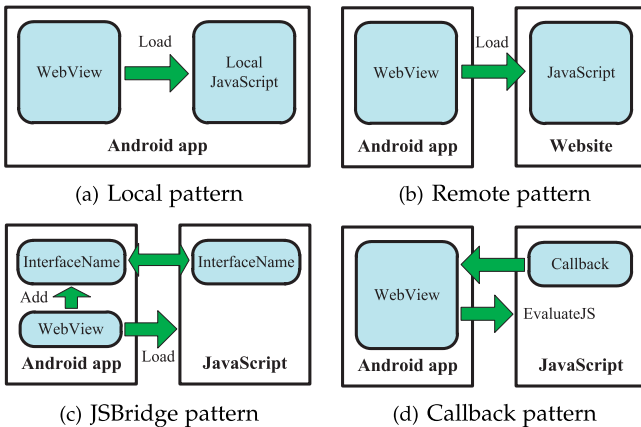 Load
WebView
Local
JavaScript
Android app
(a) Local pattern
Load
WebView
JavaScript
Android app
Website
(b) Remote pattern
InterfaceName
InterfaceName
Add
WebView
Load
Android app
JavaScript
(c) JSBridge pattern
Callback
WebView
EvaluateJS
Android app
JavaScript
(d) Callback pattern